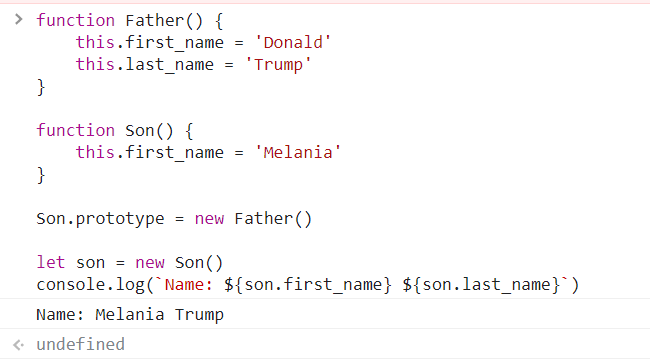 function Father() {
    this.first_name = 'Donald'
    this.last_name = 'Trump'
}

function Son() {
    this.first_name = 'Melania'
}

Son.prototype = new Father()

let son = new Son()
console.log(`Name: ${son.first_name} ${son.last_name}`)
Name: Melania Trump
undefined